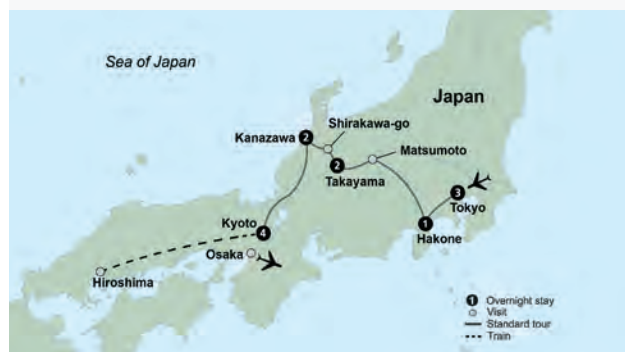 Sea of Japan
Japan
Shirakawa-go
Kanazawa 2
Matsumoto
2
Takayama
3
Tokyo
1
Hakone
Kyoto
4
Osaka
Hiroshima
1 Overnight stay
Visit
Standard tour
Train